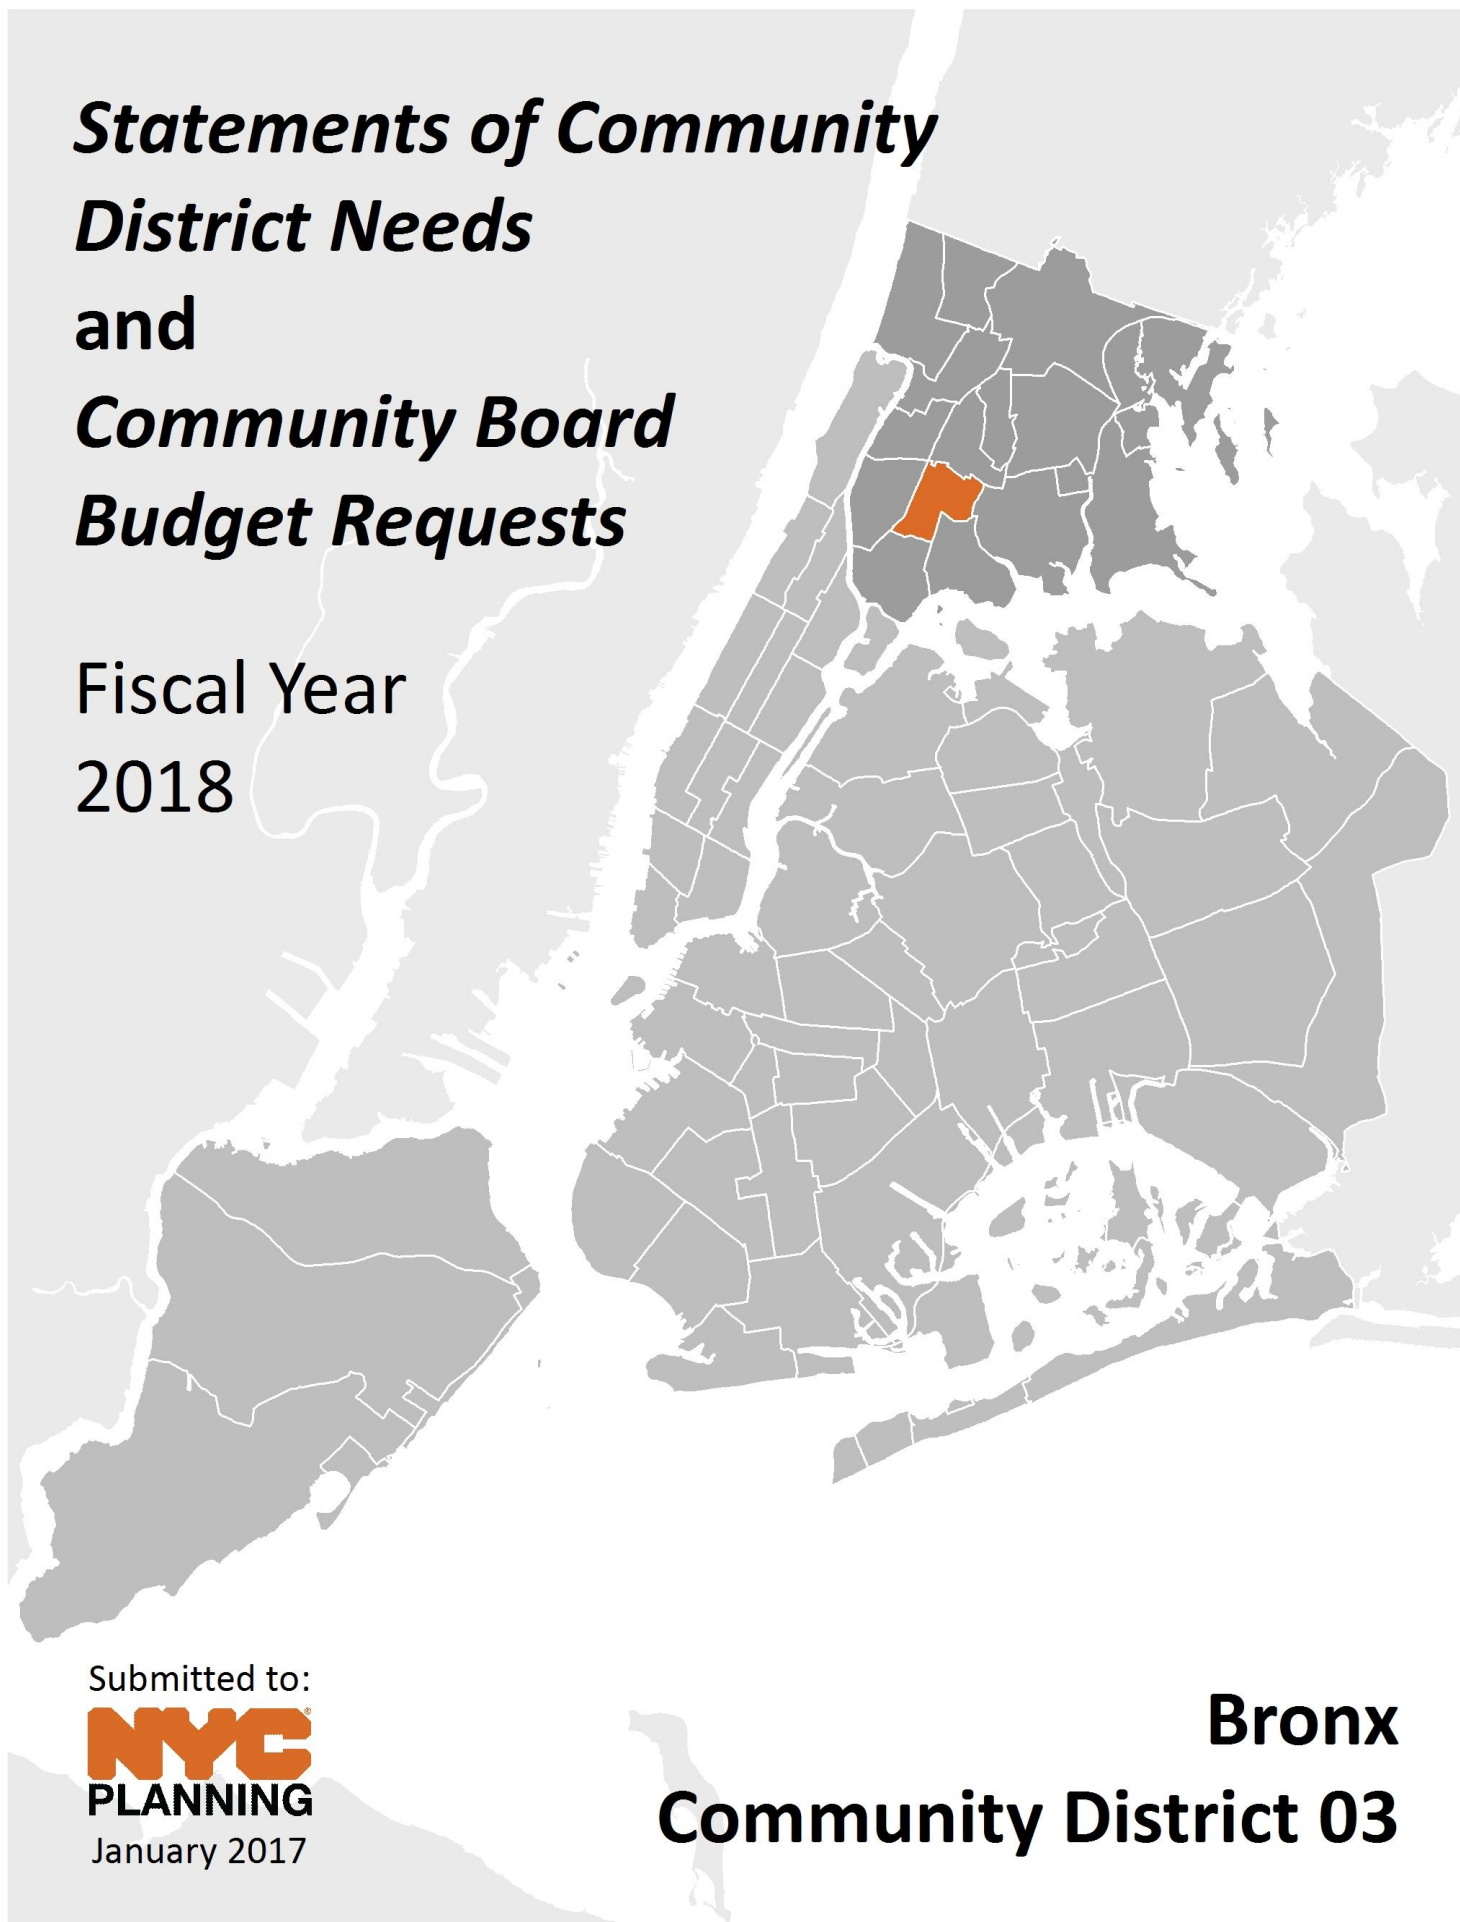 Statements of Community
District Needs
and
Community Board
Budget Requests
Fiscal Year
2018
Submitted to:
NYC®
PLANNING
January 2017
Bronx
Community District 03